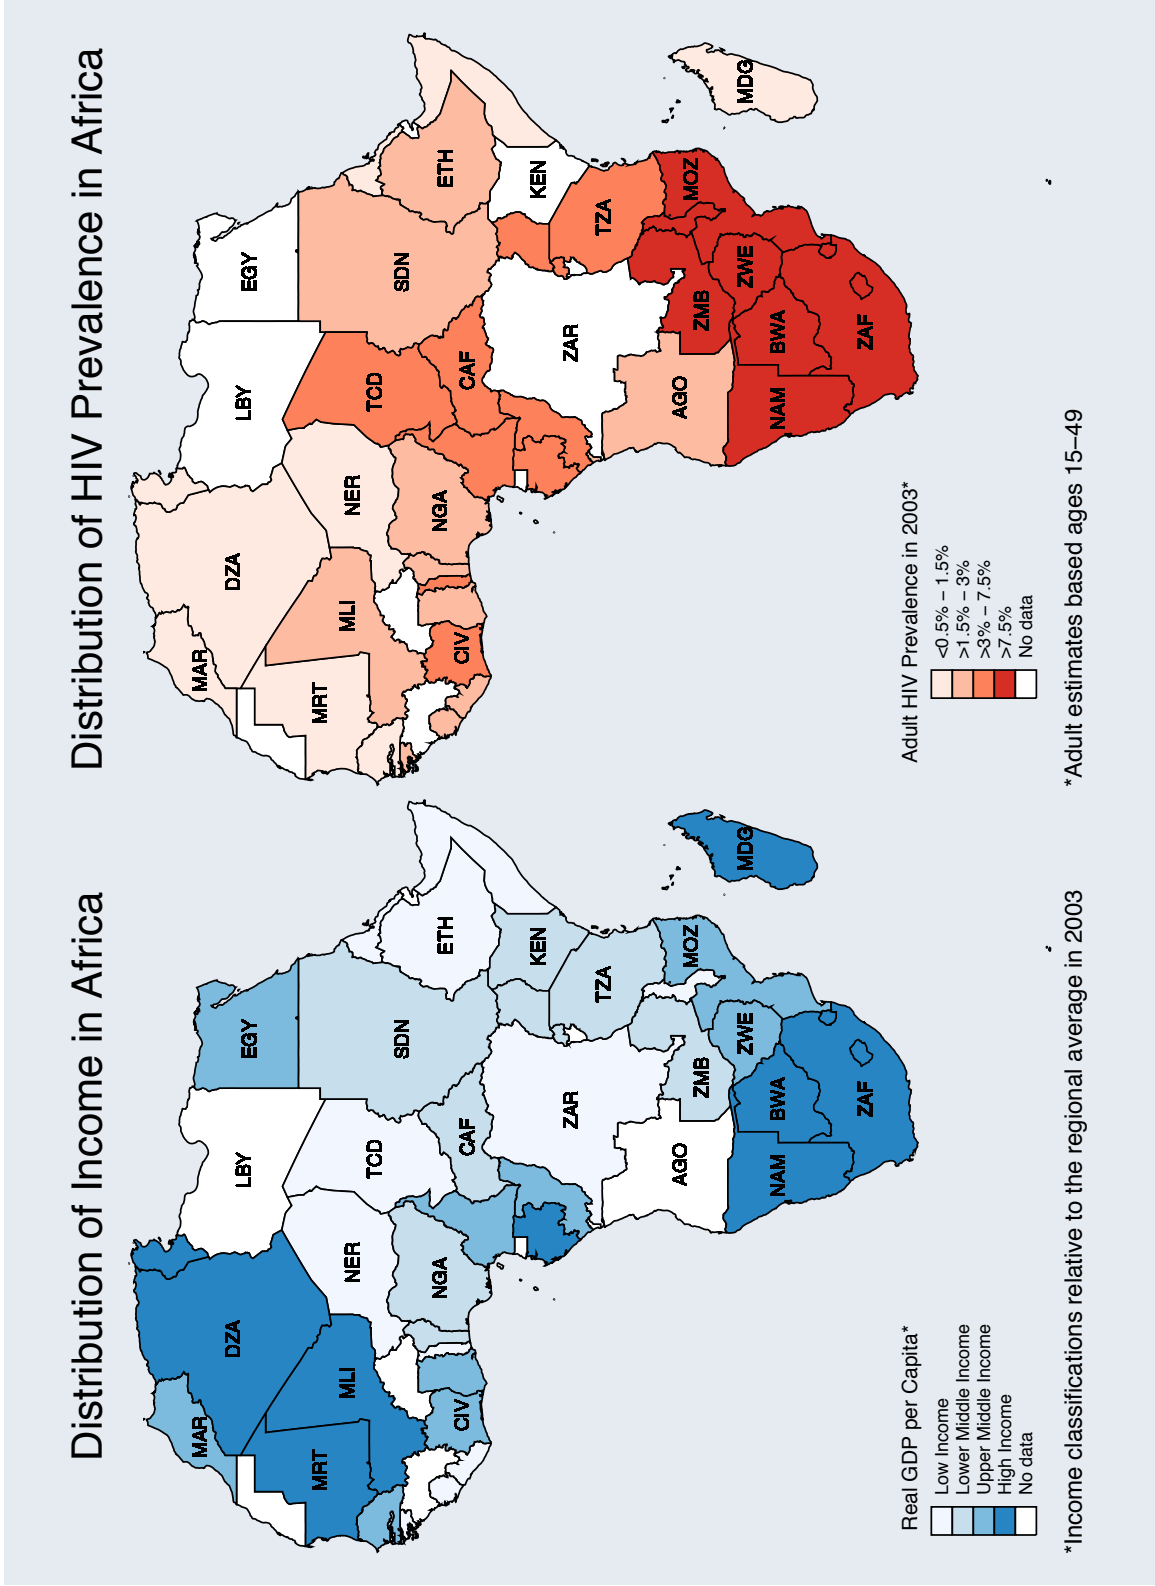 Distribution of Income in Africa
MAR
DZA
LBY
EGY
MRT
MLI
NER
TCD
SDN
ETH
CIV
NGA
CAF
KEN
ZAR
TZA
AGO
ZMB
MOZ
NAM
BWA
ZWE
MDG
ZAF
Real GDP per Capita*
Low Income
Lower Middle Income
Upper Middle Income
High Income
No data
*Income classifications relative to the regional average in 2003
Distribution of HIV Prevalence in Africa
MAR
DZA
LBY
EGY
MRT
MLI
NER
TCD
SDN
ETH
CIV
NGA
CAF
KEN
ZAR
TZA
AGO
ZMB
MOZ
NAM
BWA
ZWE
MDG
ZAF
Adult HIV Prevalence in 2003*
<0.5% − 1.5%
>1.5% − 3%
>3% − 7.5%
>7.5%
No data
*Adult estimates based ages 15−49